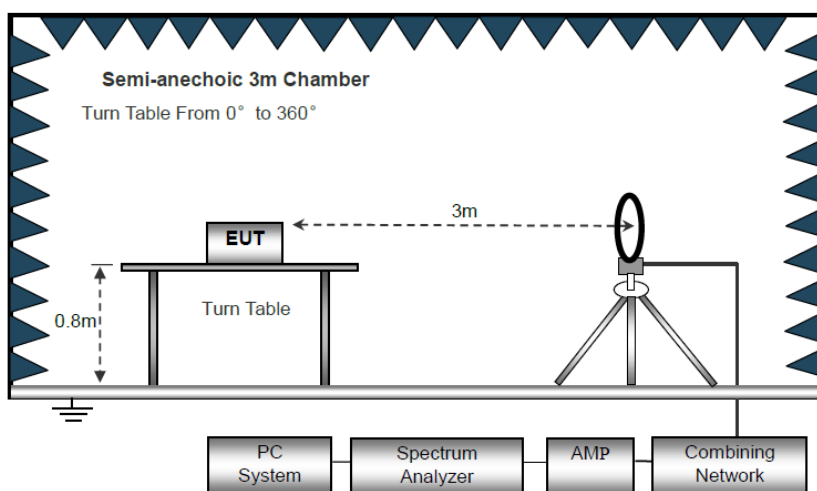 Semi-anechoic 3m Chamber
Turn Table From 0° to 360°
3m
EUT
0.8m
Turn Table
PC
System
Spectrum
Analyzer
AMP
Combining
Network